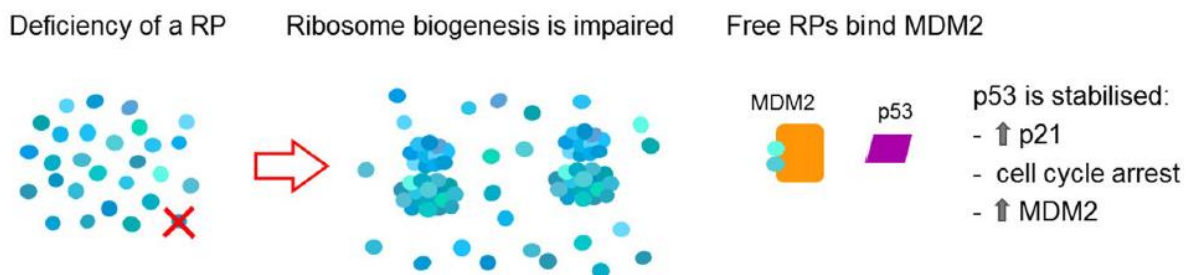 Deficiency of a RP
Ribosome biogenesis is impaired
Free RPs bind MDM2
MDM2
p53
p53 is stabilised:
- ⇧ p21
- cell cycle arrest
- ⇧ MDM2